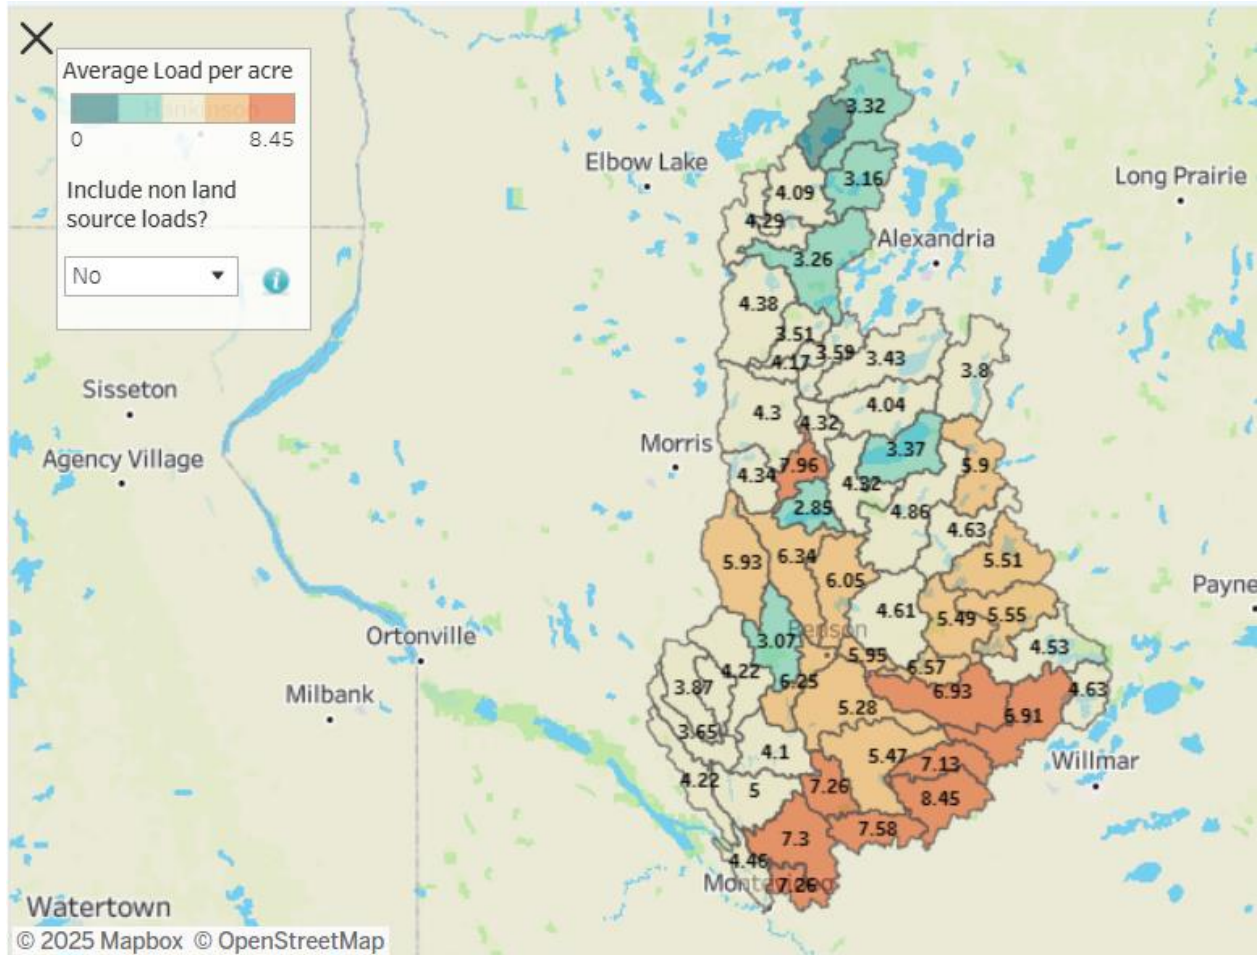 Average Load per acre
0 8.45
Include non land
source loads?
No
i
3.32
Elbow Lake
Long Prairie
3.16
4.09
4.29
Alexandria
3.26
4.38
3.51
3.59
3.43
4.17
3.8
Sisseton
4.04
4.3
4.32
Morris
3.37
Agency Village
7.96
5.9
4.34
4.32
2.85
4.86
4.63
6.34
5.93
5.51
6.05
Payne
4.61
5.49
5.55
Benson
Ortonville
3.07
4.53
5.95
6.57
4.22
6.25
3.87
6.93
4.63
Milbank
5.28
6.91
3.65
4.1
5.47
7.13
Willmar
4.22
5
7.26
8.45
7.58
7.3
4.46
7.26
Watertown
© 2025 Mapbox © OpenStreetMap